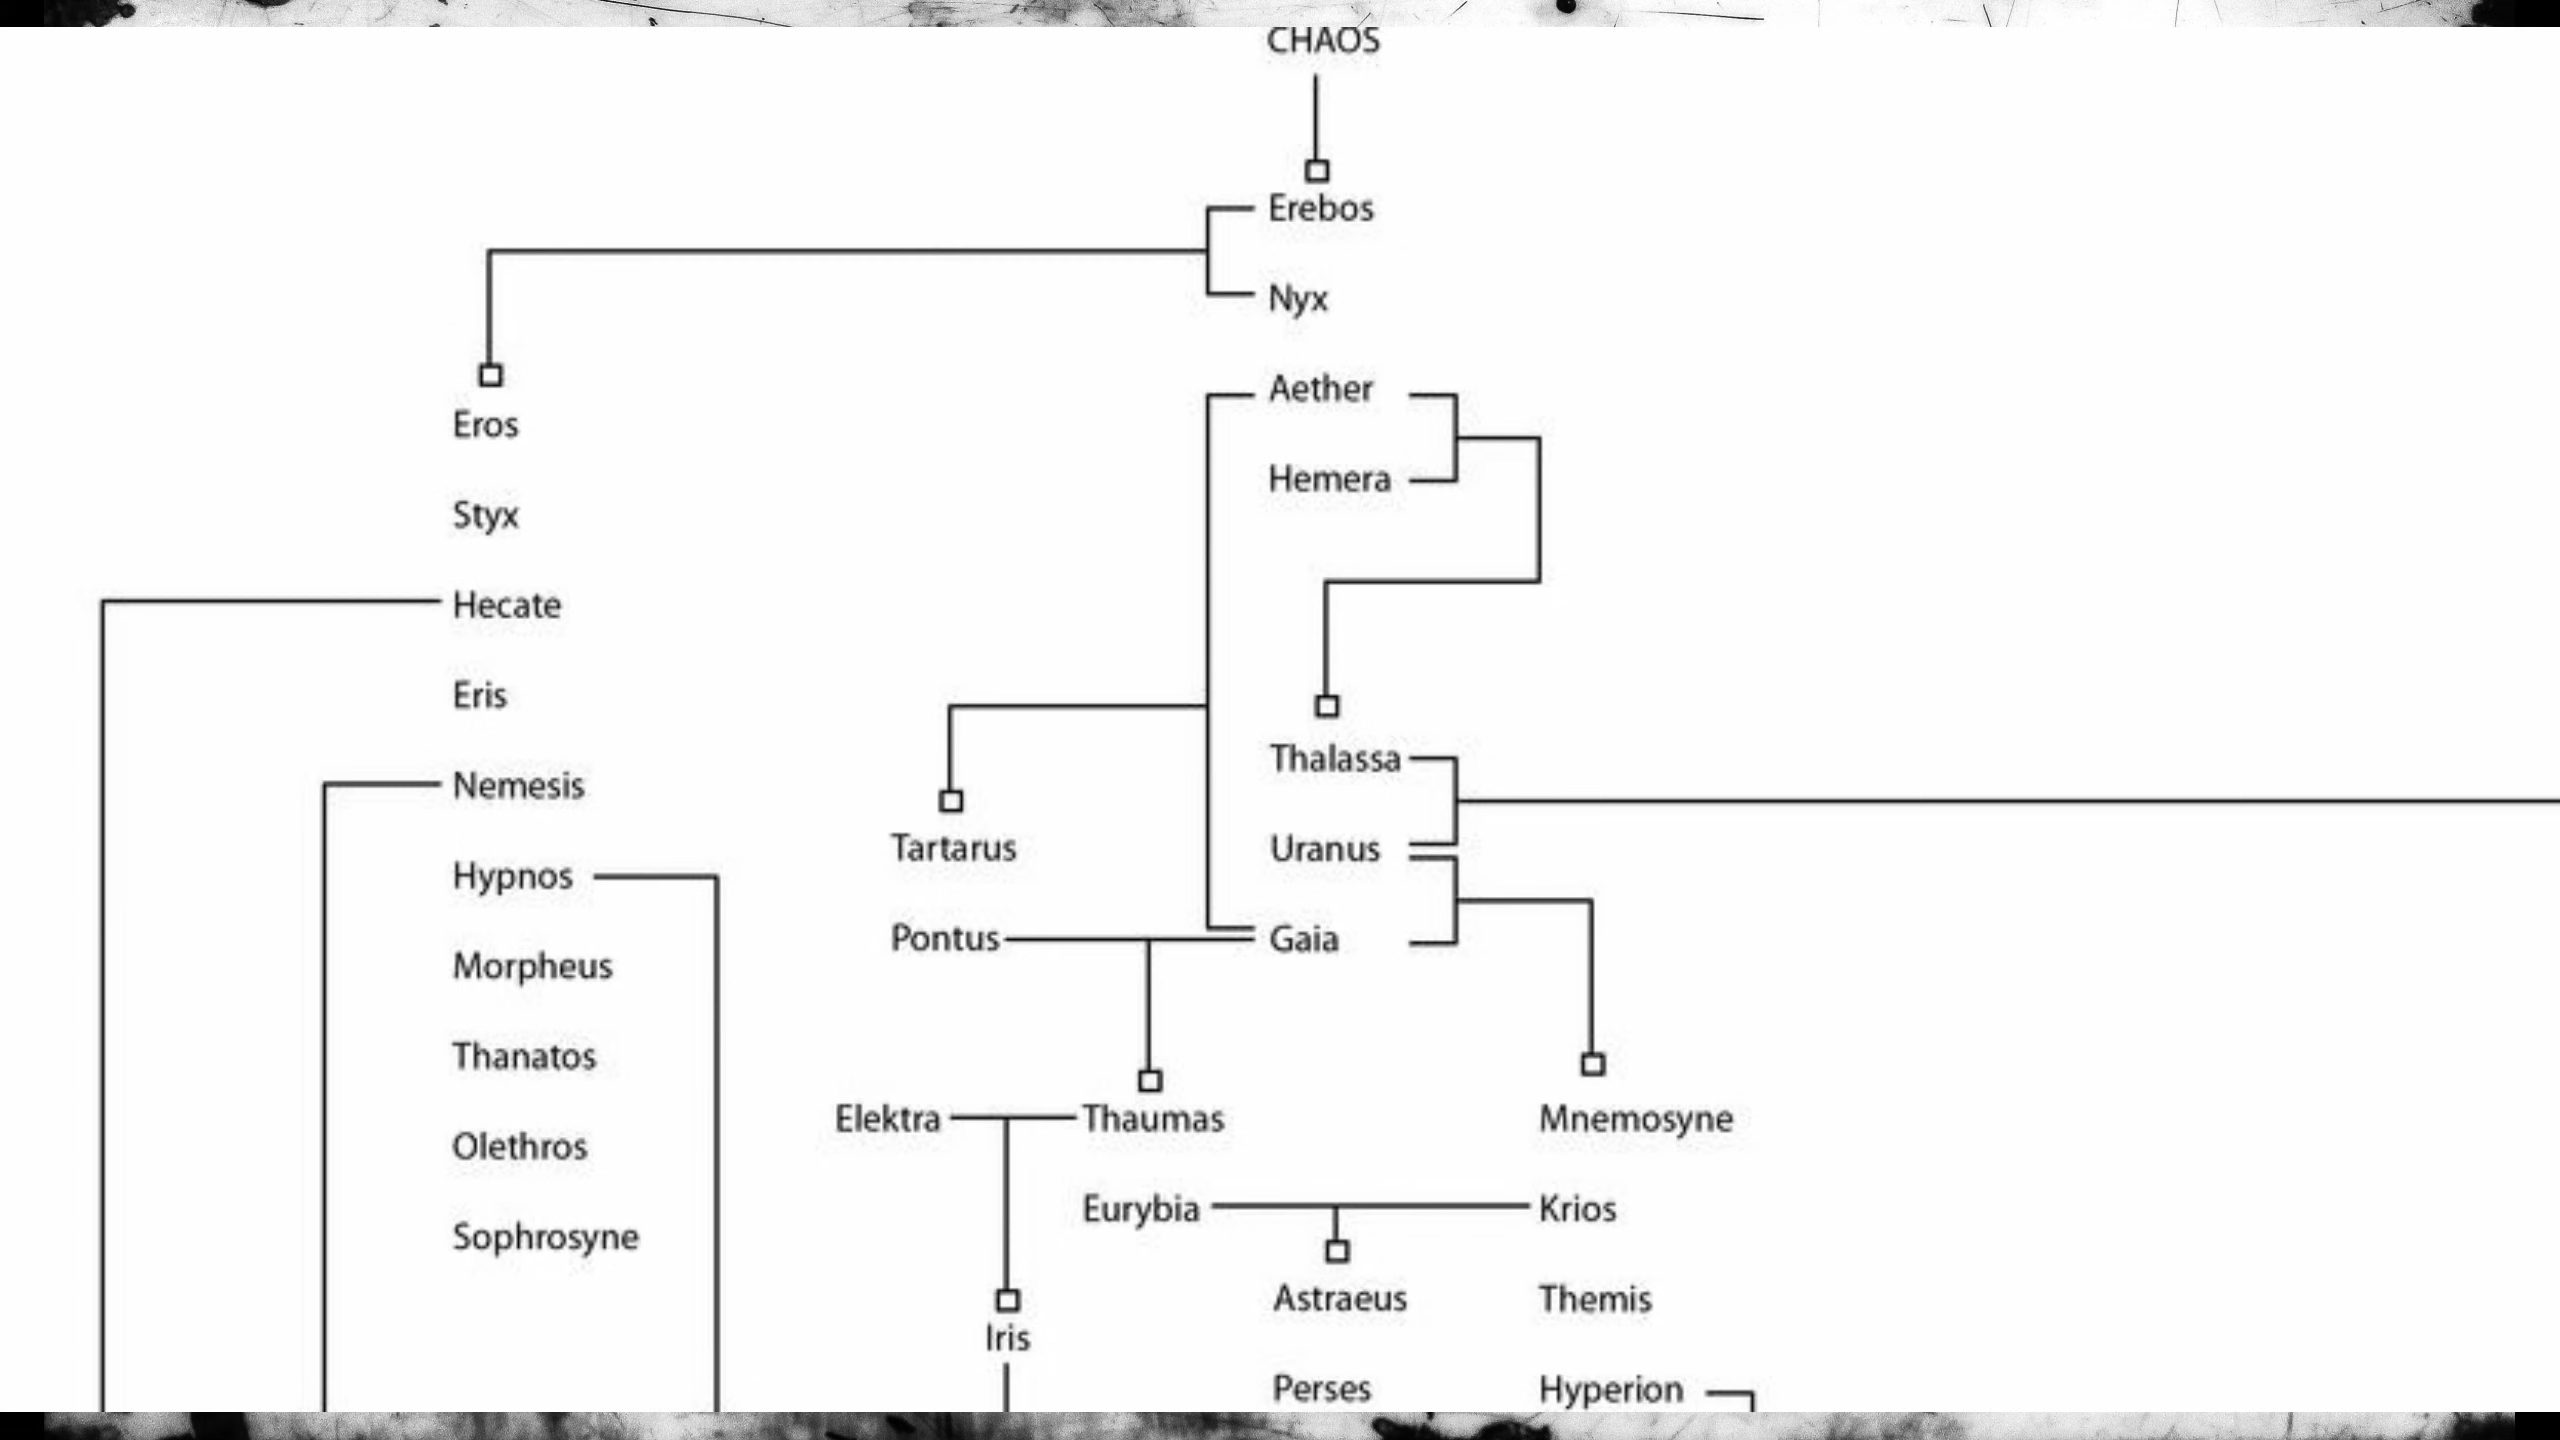 CHAOS
Erebos
Nyx
Aether
Eros
Hemera
Styx
Hecate
Eris
Thalassa
Nemesis
Tartarus
Uranus
Hypnos
Pontus
Gaia
Morpheus
Thanatos
Elektra
Thaumas
Mnemosyne
Olethros
Eurybia
Krios
Sophrosyne
Astraeus
Themis
Iris
Perses
Hyperion